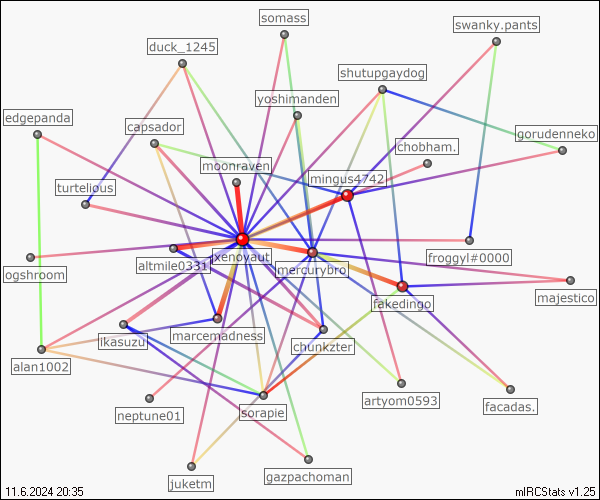 somass
swanky.pants
duck_1245
shutupgaydog
yoshimanden
edgepanda
capsador
gorudenneko
chobham.
moonraven
mingus4742
turtelious
xenoyaut
froggyl#0000
altmile0331
mercurybro
ogshroom
fakedingo
majestico
ikasuzu
marcemadness
chunkzter
alan1002
artyom0593
facadas.
neptune01
sorapie
juketm
gazpachoman
11.6.2024 20:35
mIRCStats v1.25